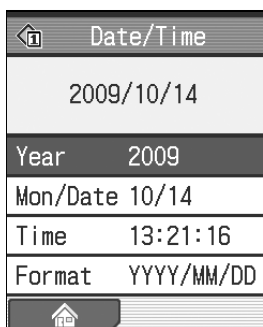 1 Date/Time
2009/10/14
Year 2009
Mon/Date 10/14
Time 13:21:16
Format YYYY/MM/DD